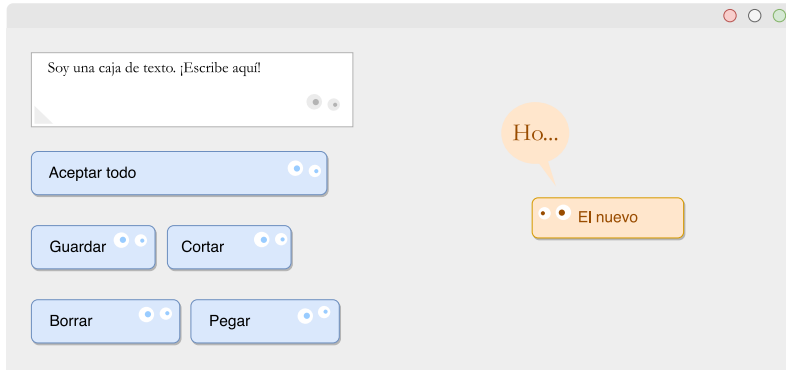 Soy una caja de texto. ¡Escribe aquí!
Aceptar todo
Guardar
Cortar
Borrar
Pegar
Ho...
El nuevo